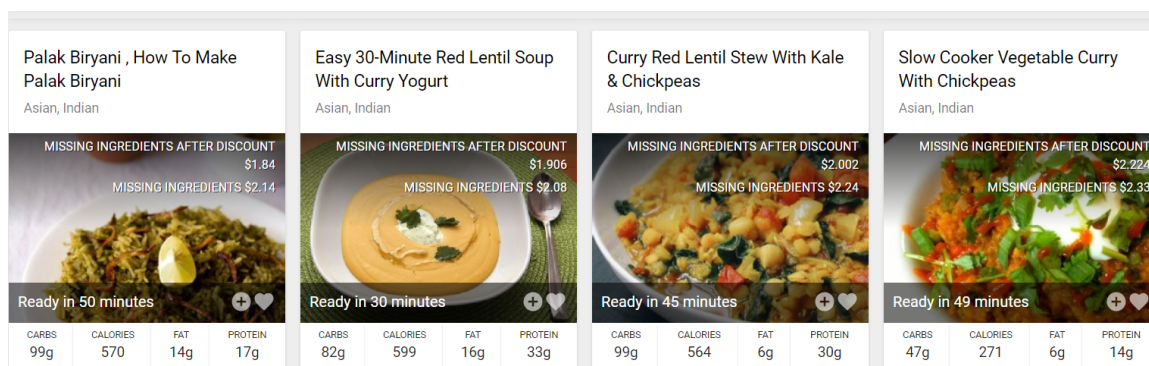 Palak Biryani , How To Make
Palak Biryani
Asian, Indian
MISSING INGREDIENTS AFTER DISCOUNT
$1.84
MISSING INGREDIENTS $2.14
Ready in 50 minutes
CARBS CALORIES FAT PROTEIN
99g 570 14g 17g
Easy 30-Minute Red Lentil Soup
With Curry Yogurt
Asian, Indian
MISSING INGREDIENTS AFTER DISCOUNT
$1.906
MISSING INGREDIENTS $2.08
Ready in 30 minutes
CARBS CALORIES FAT PROTEIN
82g 599 16g 33g
Curry Red Lentil Stew With Kale
& Chickpeas
Asian, Indian
MISSING INGREDIENTS AFTER DISCOUNT
$2.002
MISSING INGREDIENTS $2.24
Ready in 45 minutes
CARBS CALORIES FAT PROTEIN
99g 564 6g 30g
Slow Cooker Vegetable Curry
With Chickpeas
Asian, Indian
MISSING INGREDIENTS AFTER DISCOUNT
$2.224
MISSING INGREDIENTS $2.33
Ready in 49 minutes
CARBS CALORIES FAT PROTEIN
47g 271 6g 14g